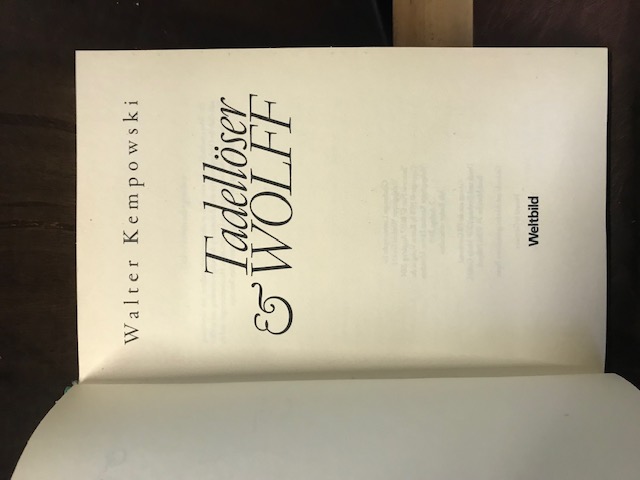 Walter Kempowski
Tadellöser
& WOLFF
Weltbild